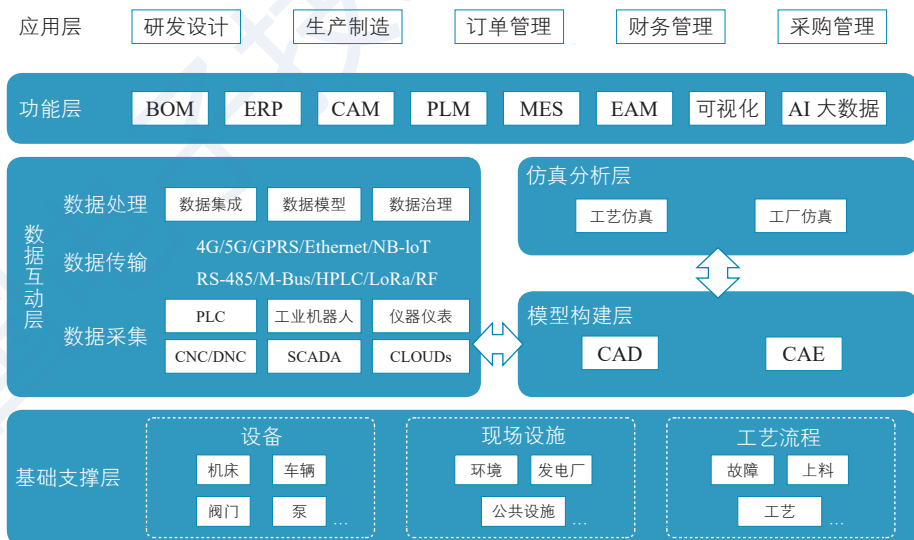 应用层 研发设计 生产制造 订单管理 财务管理 采购管理
功能层 BOM ERP CAM PLM MES EAM 可视化 AI 大数据
数据互动层
数据处理 数据集成 数据模型 数据治理
数据传输 4G/5G/GPRS/Ethernet/NB-IoT
RS-485/M-Bus/HPLC/LoRa/RF
数据采集
PLC 工业机器人 仪器仪表
CNC/DNC SCADA CLOUDs
仿真分析层
工艺仿真 工厂仿真
模型构建层
CAD CAE
基础支撑层
设备
机床 车辆
阀门 泵 …
现场设施
环境 发电厂
公共设施 …
工艺流程
故障 上料
工艺 …